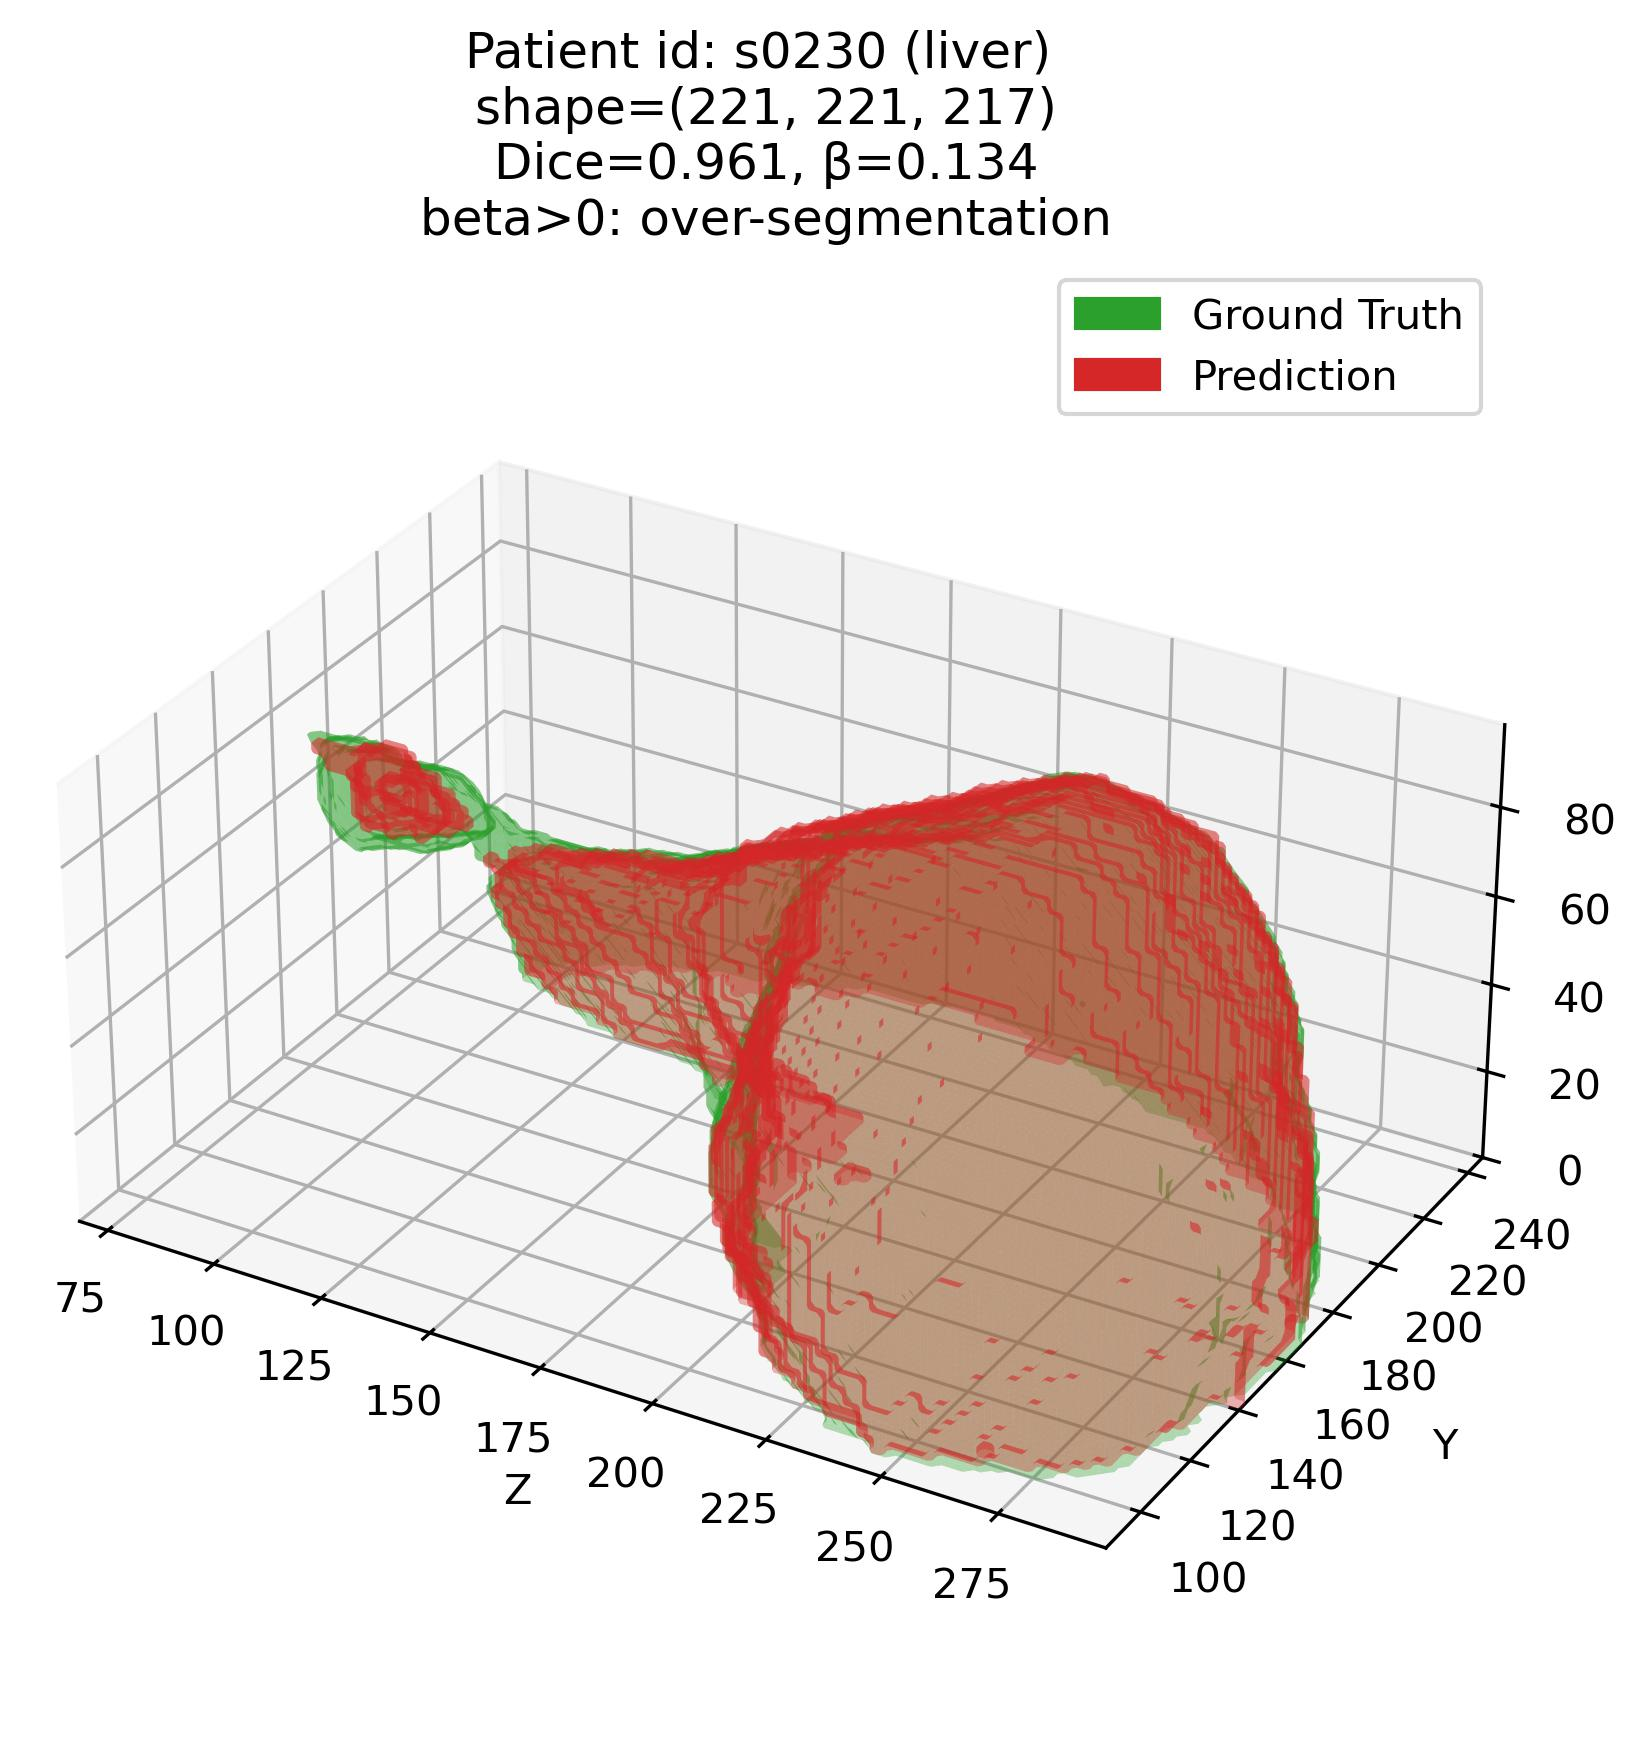 Patient id: s0230 (liver)
shape=(221, 221, 217)
Dice=0.961, β=0.134
beta>0: over-segmentation
Ground Truth
Prediction
80
60
40
20
0
240
220
200
180
160
140
120
100
Y
75
100
125
150
175
200
225
250
275
Z